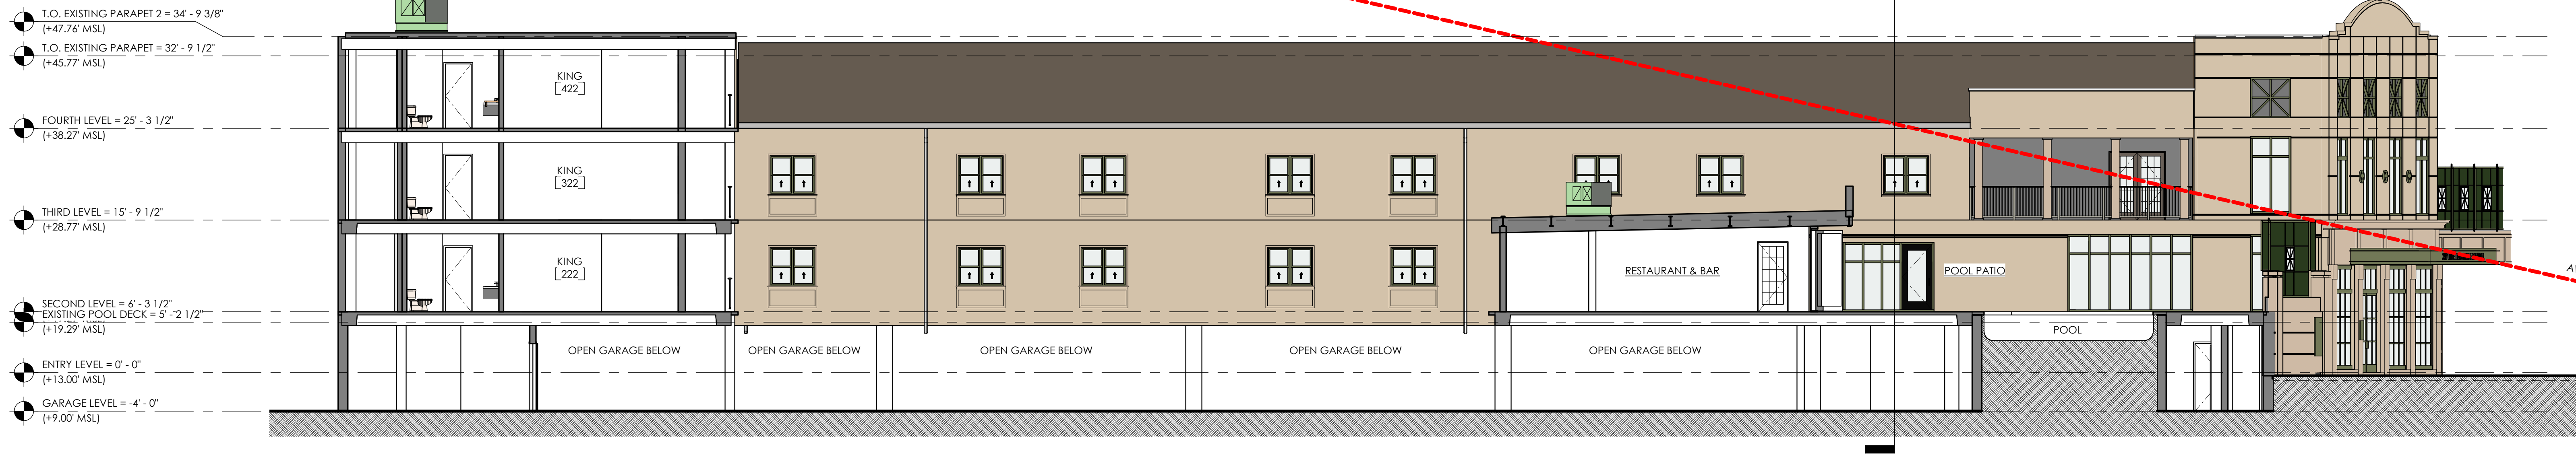 T.O. EXISTING PARAPET 2 = 34' - 9 3/8"
(+47.76' MSL)
T.O. EXISTING PARAPET = 32' - 9 1/2"
(+45.77' MSL)
FOURTH LEVEL = 25' - 3 1/2"
(+38.27' MSL)
THIRD LEVEL = 15' - 9 1/2"
(+28.77' MSL)
SECOND LEVEL = 6' - 3 1/2"
EXISTING POOL DECK = 5' - 2 1/2"
(+19.29' MSL)
ENTRY LEVEL = 0' - 0"
(+13.00' MSL)
GARAGE LEVEL = -4' - 0"
(+9.00' MSL)
KING
422
KING
322
KING
222
RESTAURANT & BAR
POOL PATIO
POOL
OPEN GARAGE BELOW
OPEN GARAGE BELOW
OPEN GARAGE BELOW
OPEN GARAGE BELOW
OPEN GARAGE BELOW